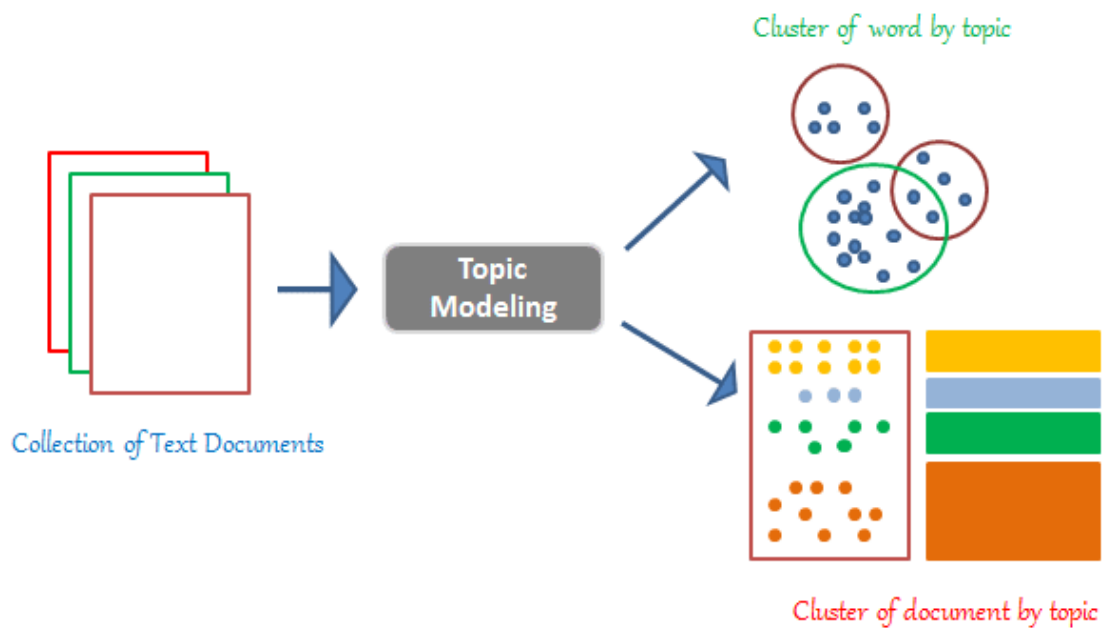 Cluster of word by topic
Topic
Modeling
Collection of Text Documents
Cluster of document by topic